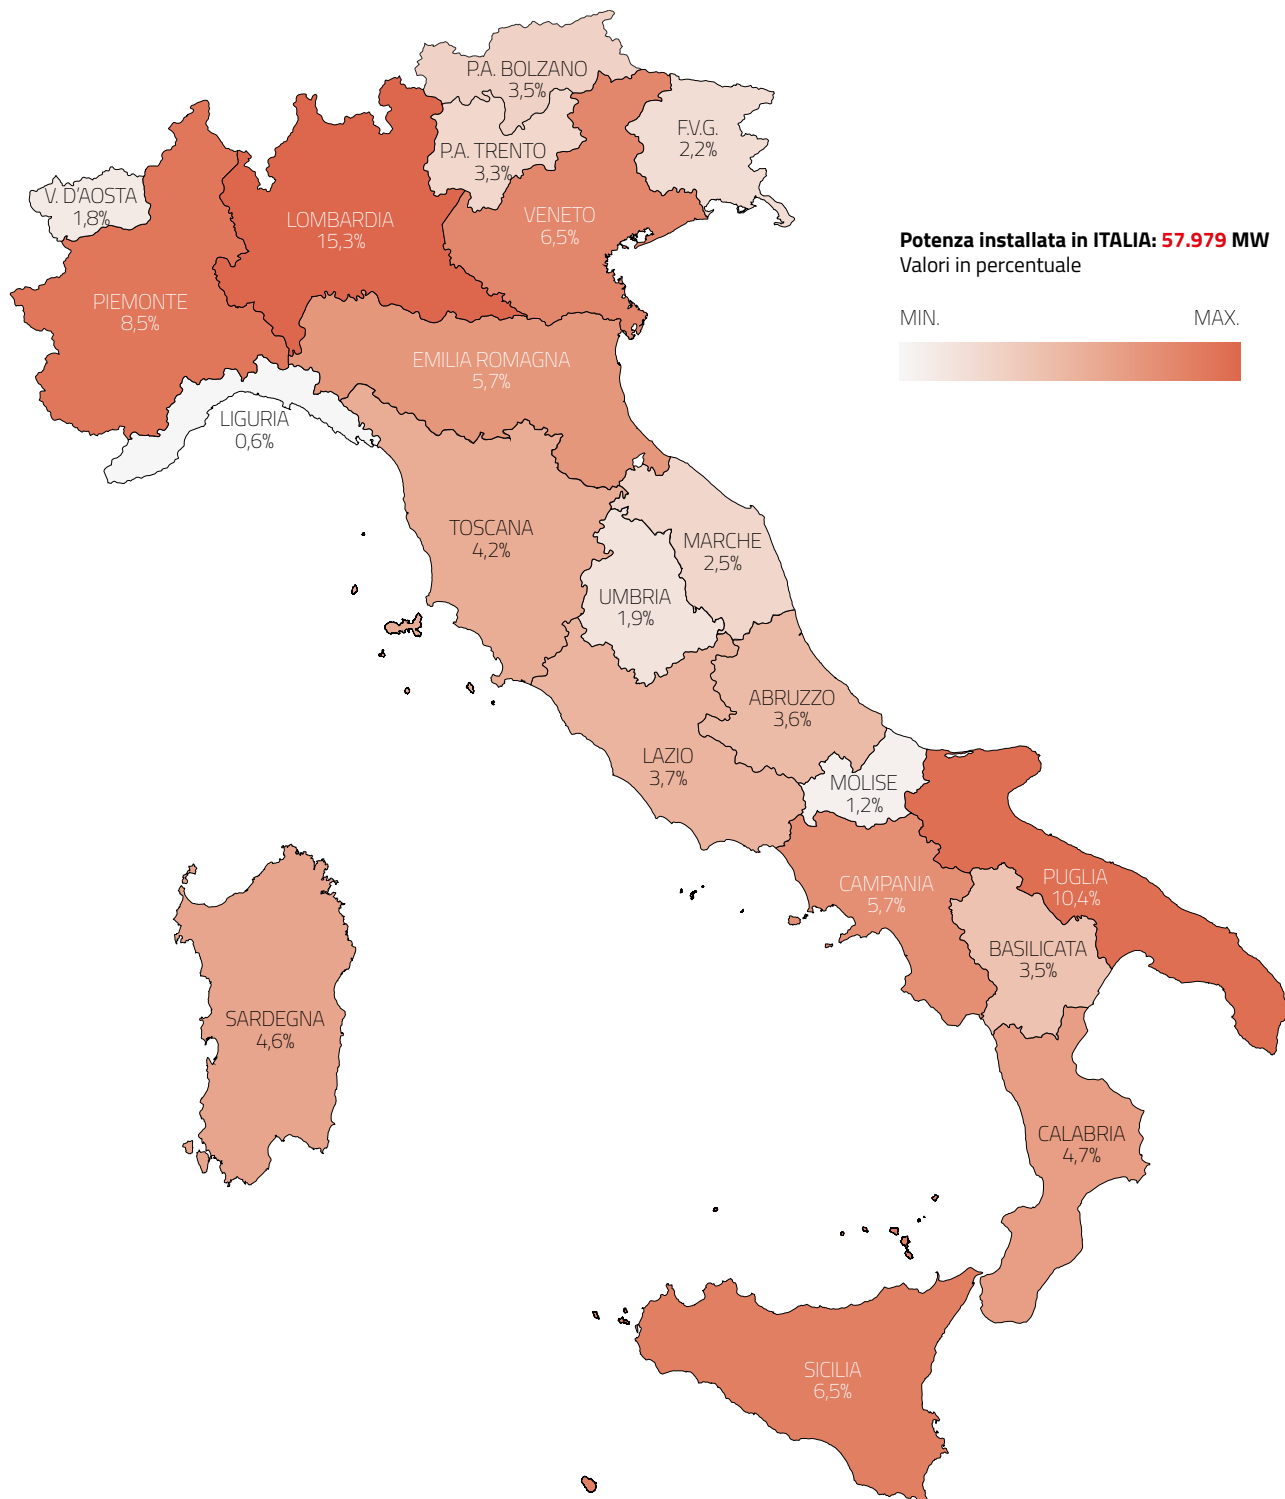 P.A. BOLZANO
3,5%
F.V.G.
2,2%
P.A. TRENTO
3,3%
V. D'AOSTA
1,8%
LOMBARDIA
15,3%
VENETO
6,5%
Potenza installata in ITALIA: 57.979 MW
Valori in percentuale
MIN. MAX.
PIEMONTE
8,5%
EMILIA ROMAGNA
5,7%
LIGURIA
0,6%
TOSCANA
4,2%
MARCHE
2,5%
UMBRIA
1,9%
ABRUZZO
3,6%
LAZIO
3,7%
MOLISE
1,2%
CAMPANIA
5,7%
PUGLIA
10,4%
BASILICATA
3,5%
SARDEGNA
4,6%
CALABRIA
4,7%
SICILIA
6,5%